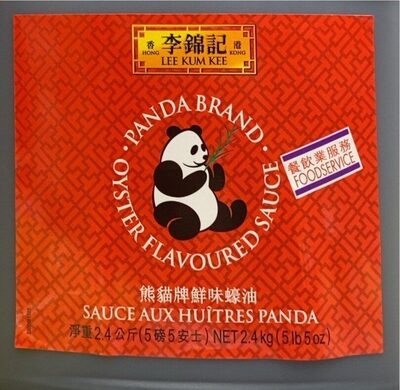 香 李錦記 港
HONG LEE KUM KEE KONG
· PANDA BRAND ·
OYSTER FLAVOURED SAUCE
餐飲業服務
FOODSERVICE
熊貓牌鮮味蠔油
SAUCE AUX HUÎTRES PANDA
淨重2.4公斤(5磅5安士) NET 2.4kg (5 lb 5 oz)